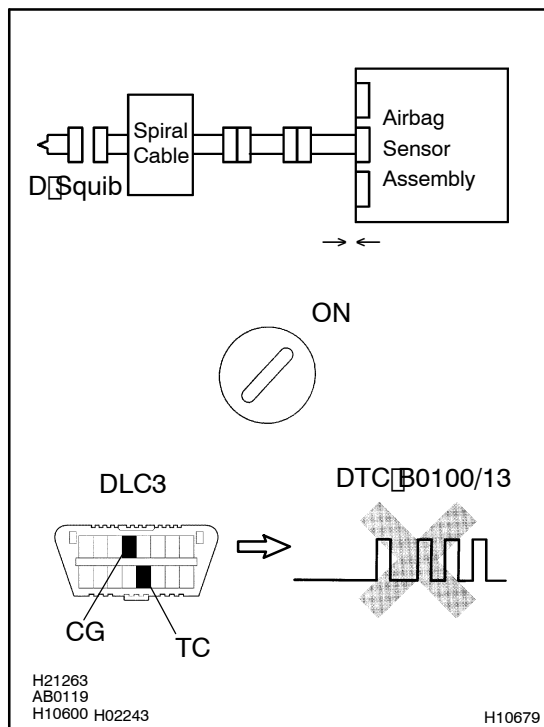 Spiral
Cable
Airbag
Sensor
Assembly
D□Squib
ON
DLC3
DTC□B0100/13
CG
TC
H21263
AB0119
H10600 H02243
H10679